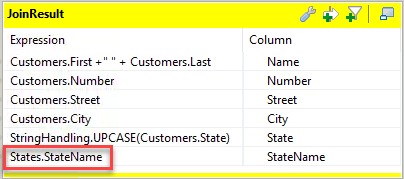 JoinResult
Expression Column
Customers.First +" " + Customers.Last Name
Customers.Number Number
Customers.Street Street
Customers.City City
StringHandling.UPCASE(Customers.State) State
States.StateName StateName